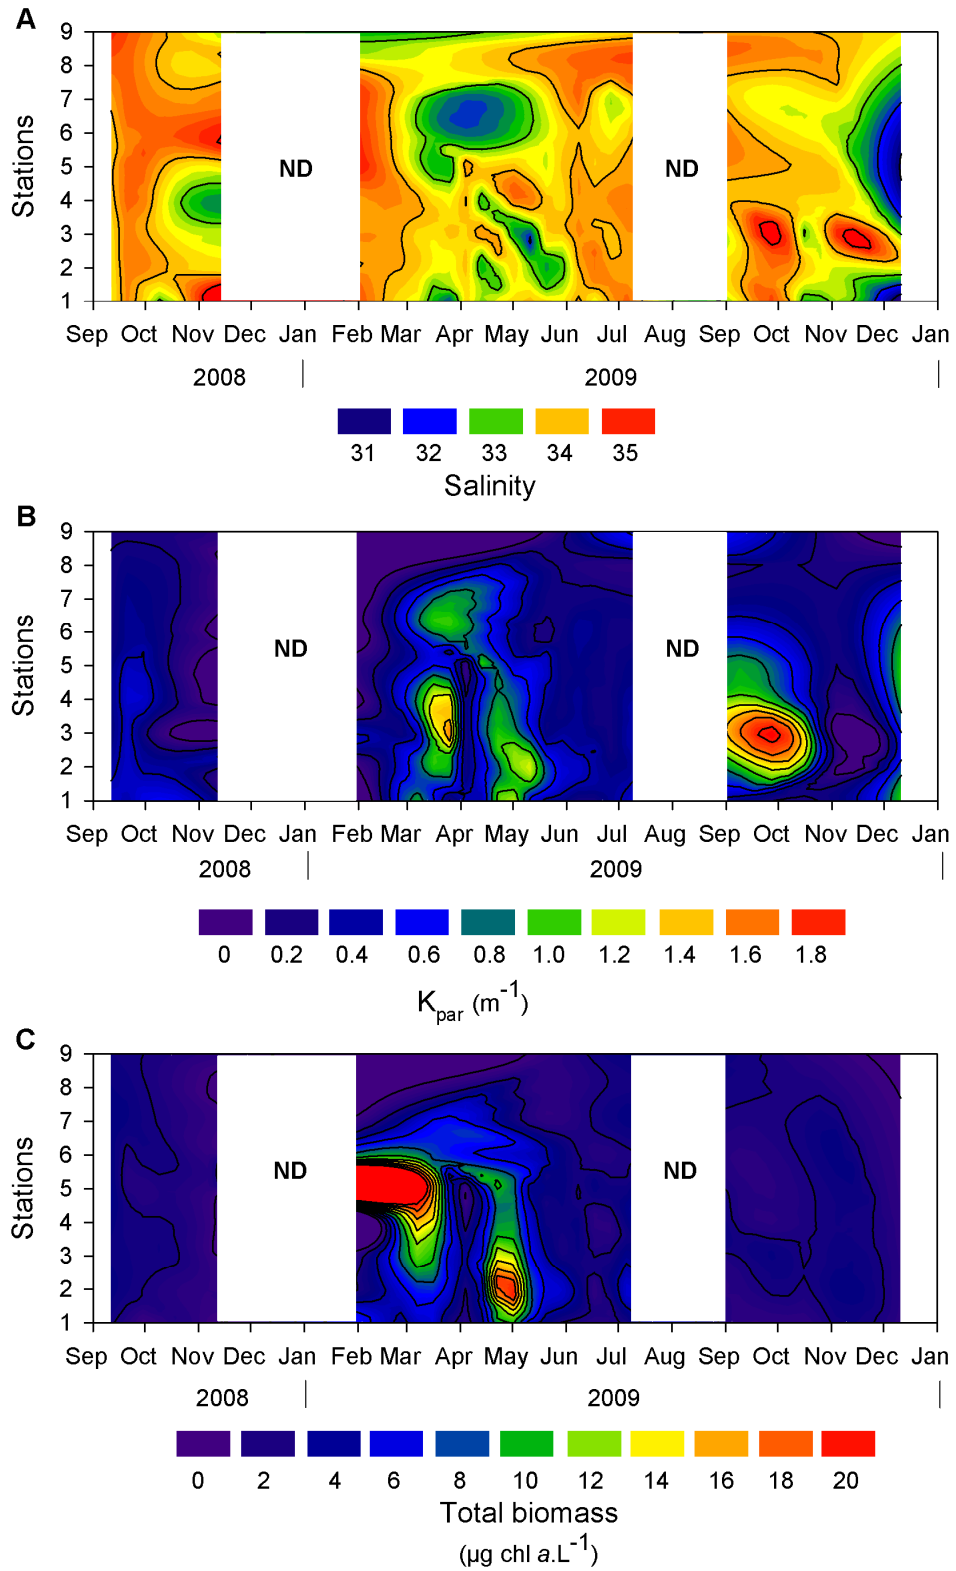 A
9
8
7
6
5
4
3
2
1
Stations
ND
ND
Sep Oct Nov Dec Jan Feb Mar Apr May Jun Jul Aug Sep Oct Nov Dec Jan
2008 2009
31 32 33 34 35
Salinity
B
9
8
7
6
5
4
3
2
1
Stations
ND
ND
Sep Oct Nov Dec Jan Feb Mar Apr May Jun Jul Aug Sep Oct Nov Dec Jan
2008 2009
0 0.2 0.4 0.6 0.8 1.0 1.2 1.4 1.6 1.8
Kpar (m-1)
C
9
8
7
6
5
4
3
2
1
Stations
ND
ND
Sep Oct Nov Dec Jan Feb Mar Apr May Jun Jul Aug Sep Oct Nov Dec Jan
2008 2009
0 2 4 6 8 10 12 14 16 18 20
Total biomass
(µg chl a.L-1)